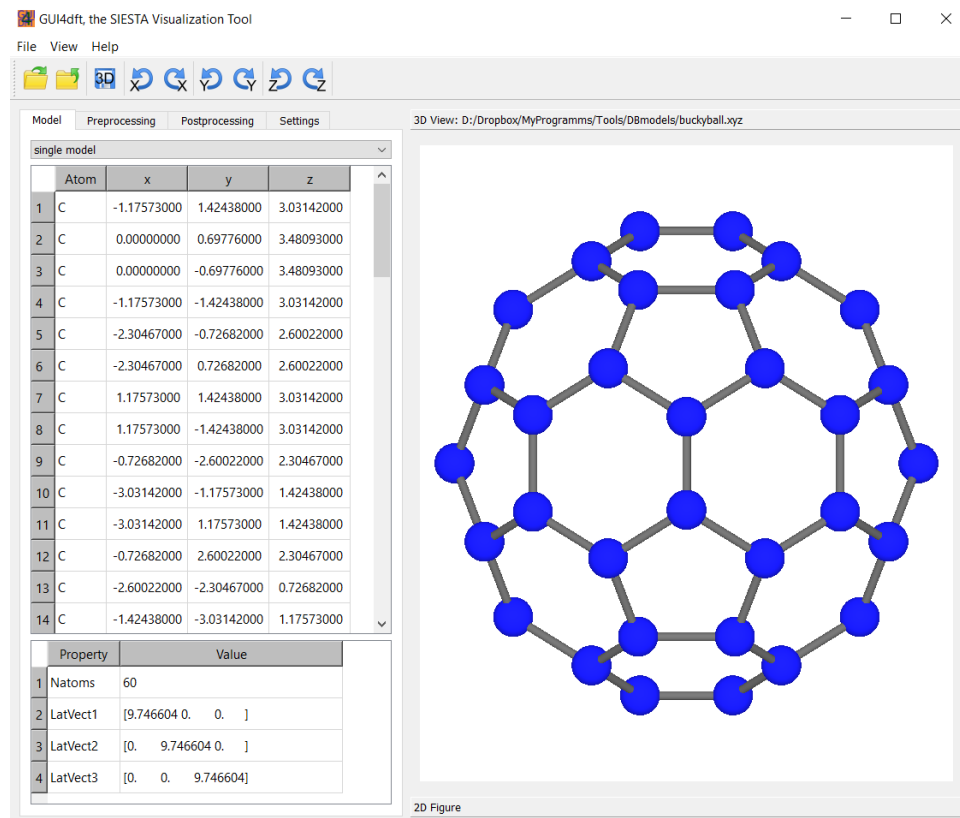 GUI4dft, the SIESTA Visualization Tool
File View Help
3D X X Y Y Z Z
Model Preprocessing Postprocessing Settings
3D View: D:/Dropbox/MyProgramms/Tools/DBmodels/buckyball.xyz
single model
Atom x y z
1 C -1.17573000 1.42438000 3.03142000
2 C 0.00000000 0.69776000 3.48093000
3 C 0.00000000 -0.69776000 3.48093000
4 C -1.17573000 -1.42438000 3.03142000
5 C -2.30467000 -0.72682000 2.60022000
6 C -2.30467000 0.72682000 2.60022000
7 C 1.17573000 1.42438000 3.03142000
8 C 1.17573000 -1.42438000 3.03142000
9 C -0.72682000 -2.60022000 2.30467000
10 C -3.03142000 -1.17573000 1.42438000
11 C -3.03142000 1.17573000 1.42438000
12 C -0.72682000 2.60022000 2.30467000
13 C -2.60022000 -2.30467000 0.72682000
14 C -1.42438000 -3.03142000 1.17573000
Property Value
1 Natoms 60
2 LatVect1 [9.746604 0. 0. ]
3 LatVect2 [0. 9.746604 0. ]
4 LatVect3 [0. 0. 9.746604]
2D Figure